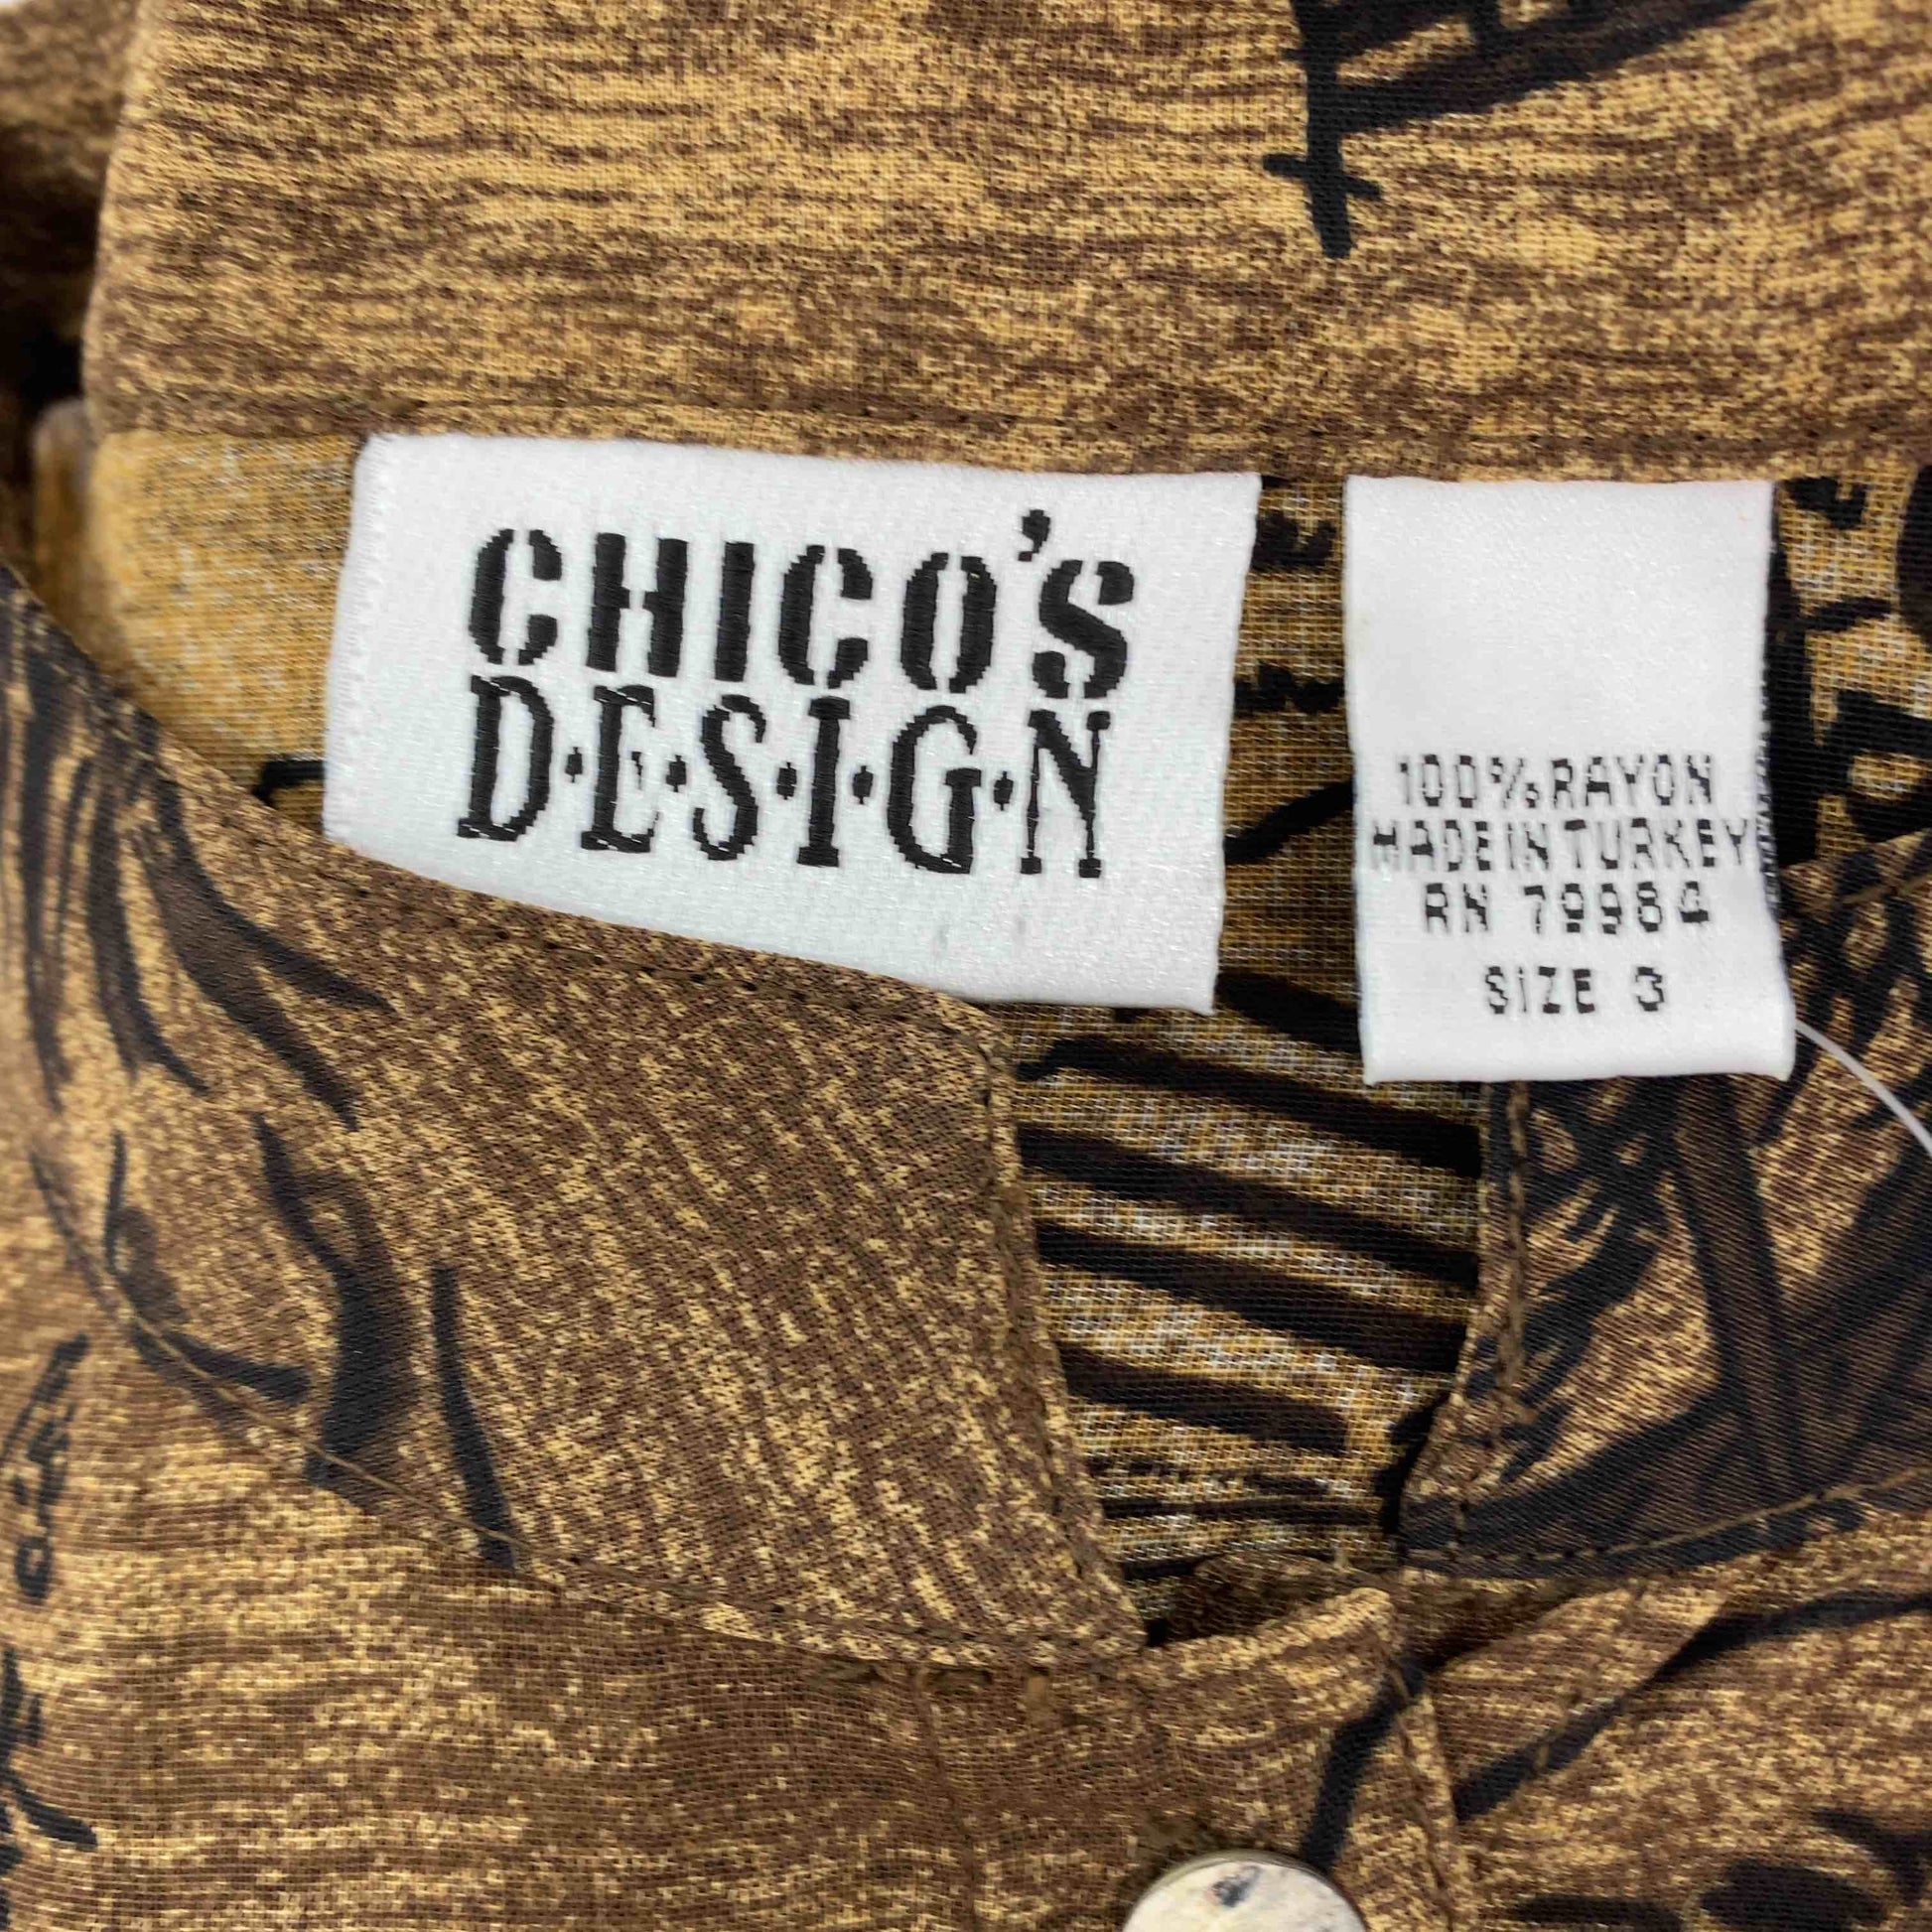 CHICO'S
D·E·S·I·G·N
100% RAYON
MADE IN TURKEY
RN 79984
SIZE 3